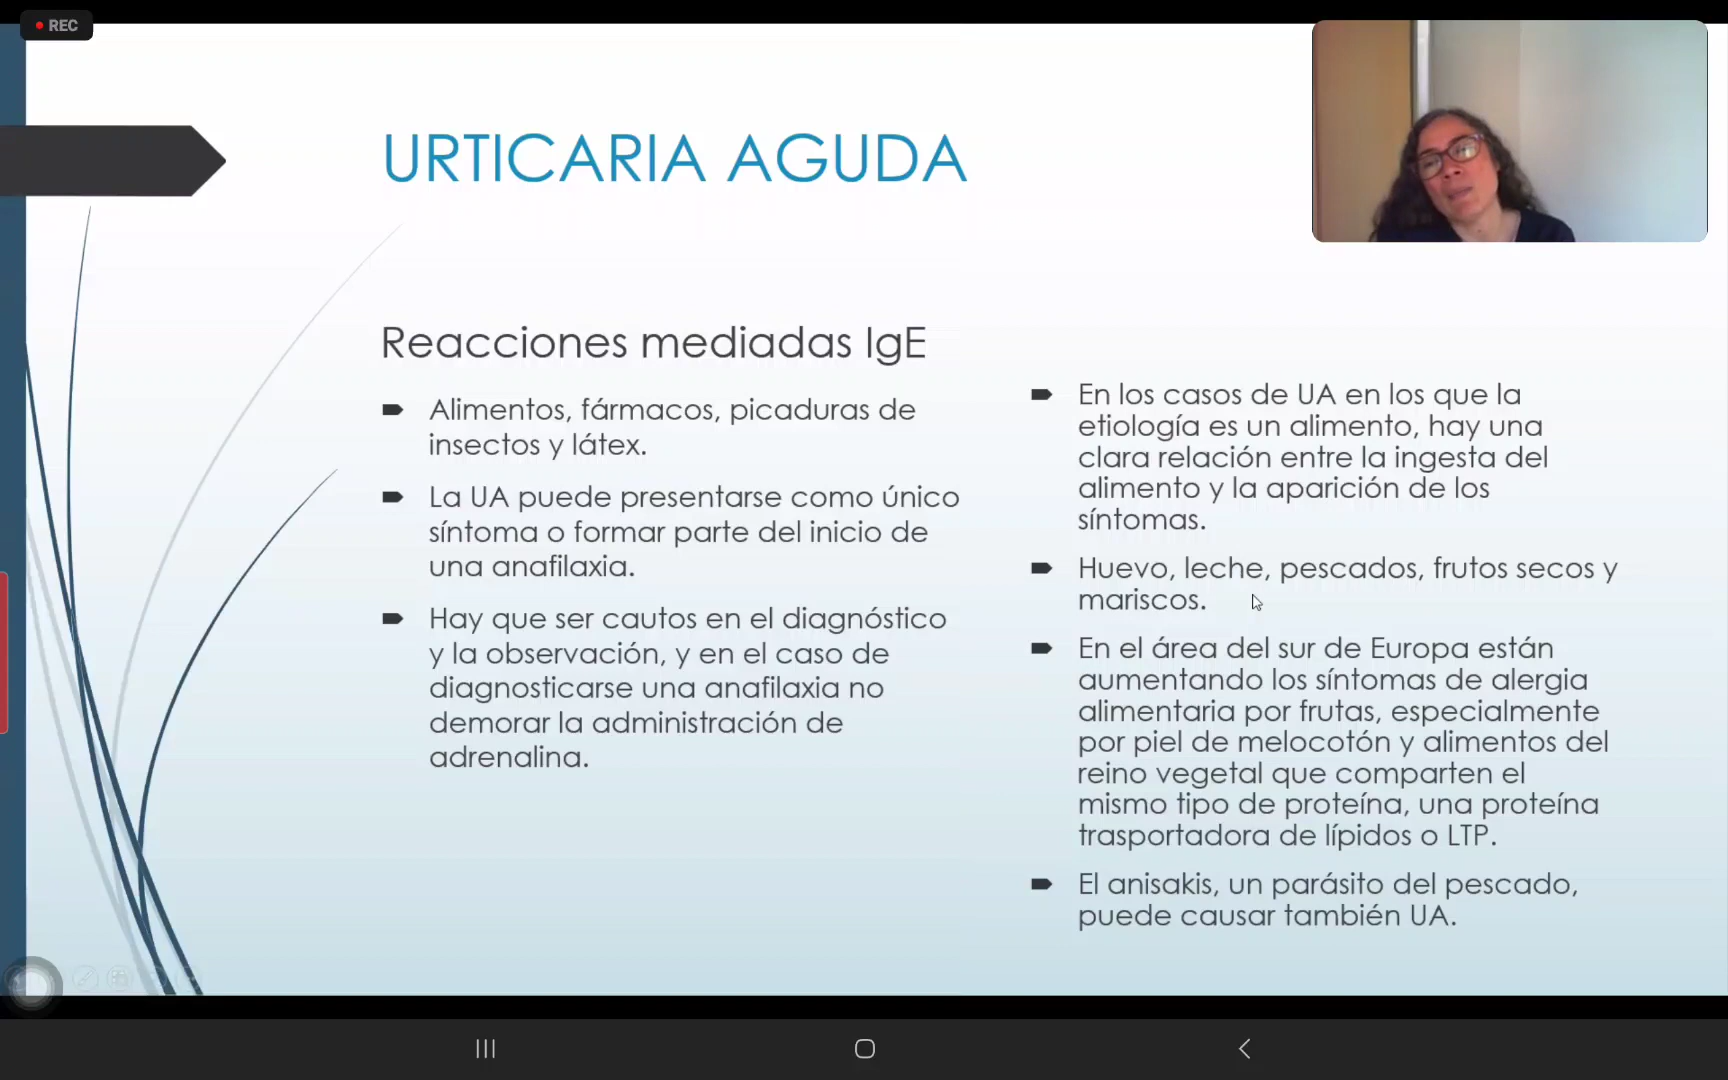 REC
URTICARIA AGUDA
Reacciones mediadas IgE
Alimentos, fármacos, picaduras de
insectos y látex.
La UA puede presentarse como único
síntoma o formar parte del inicio de
una anafilaxia.
Hay que ser cautos en el diagnóstico
y la observación, y en el caso de
diagnosticarse una anafilaxia no
demorar la administración de
adrenalina.
En los casos de UA en los que la
etiología es un alimento, hay una
clara relación entre la ingesta del
alimento y la aparición de los
síntomas.
Huevo, leche, pescados, frutos secos y
mariscos.
En el área del sur de Europa están
aumentando los síntomas de alergia
alimentaria por frutas, especialmente
por piel de melocotón y alimentos del
reino vegetal que comparten el
mismo tipo de proteína, una proteína
trasportadora de lípidos o LTP.
El anisakis, un parásito del pescado,
puede causar también UA.